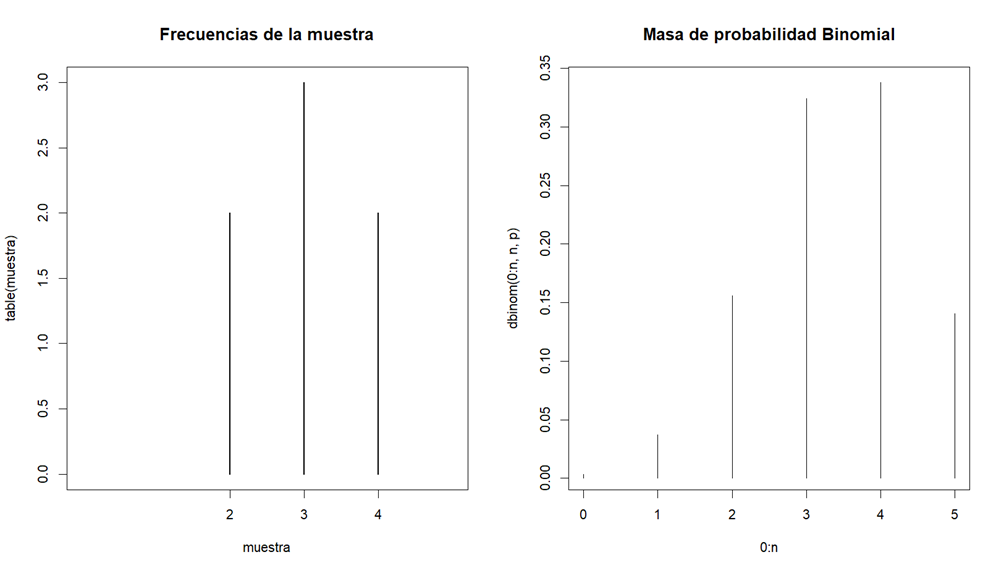 Frecuencias de la muestra
table(muestra)
3.0
2.5
2.0
1.5
1.0
0.5
0.0
2 3 4
muestra
Masa de probabilidad Binomial
dbinom(0:n, n, p)
0.35
0.30
0.25
0.20
0.15
0.10
0.05
0.00
0 1 2 3 4 5
0:n